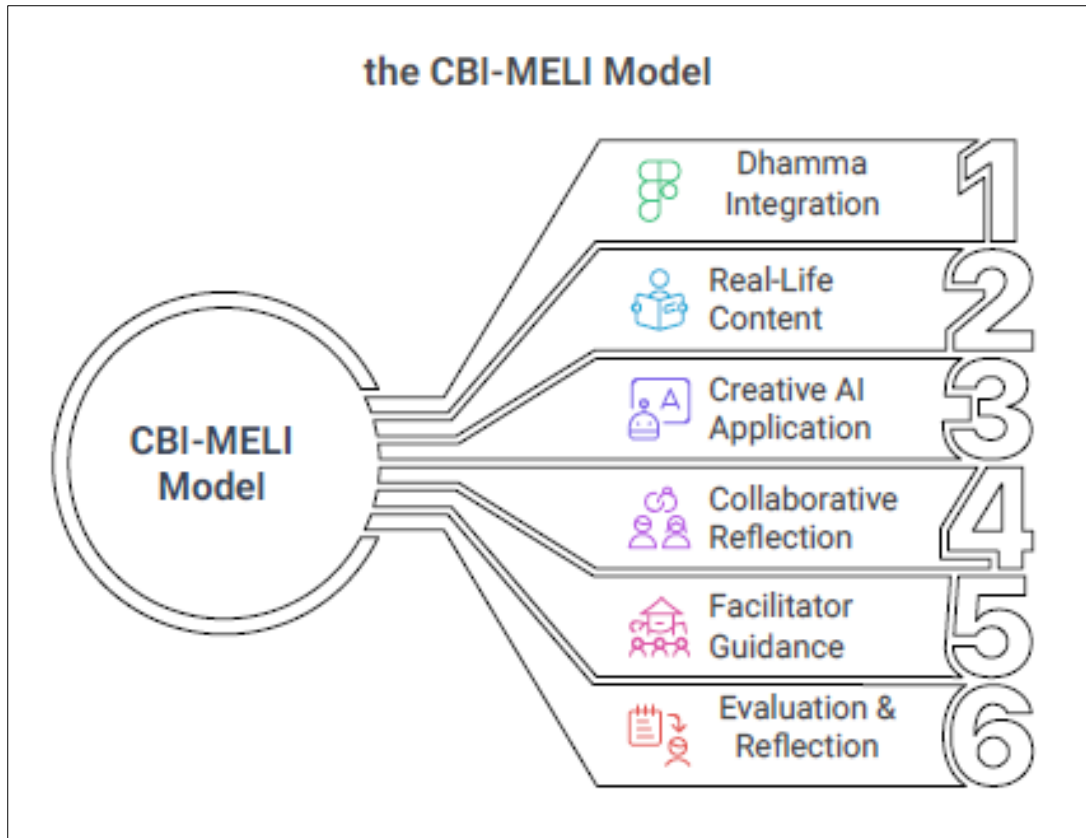 the CBI-MELI Model
CBI-MELI
Model
Dhamma
Integration
1
Real-Life
Content
2
Creative AI
Application
3
Collaborative
Reflection
4
Facilitator
Guidance
5
Evaluation &
Reflection
6